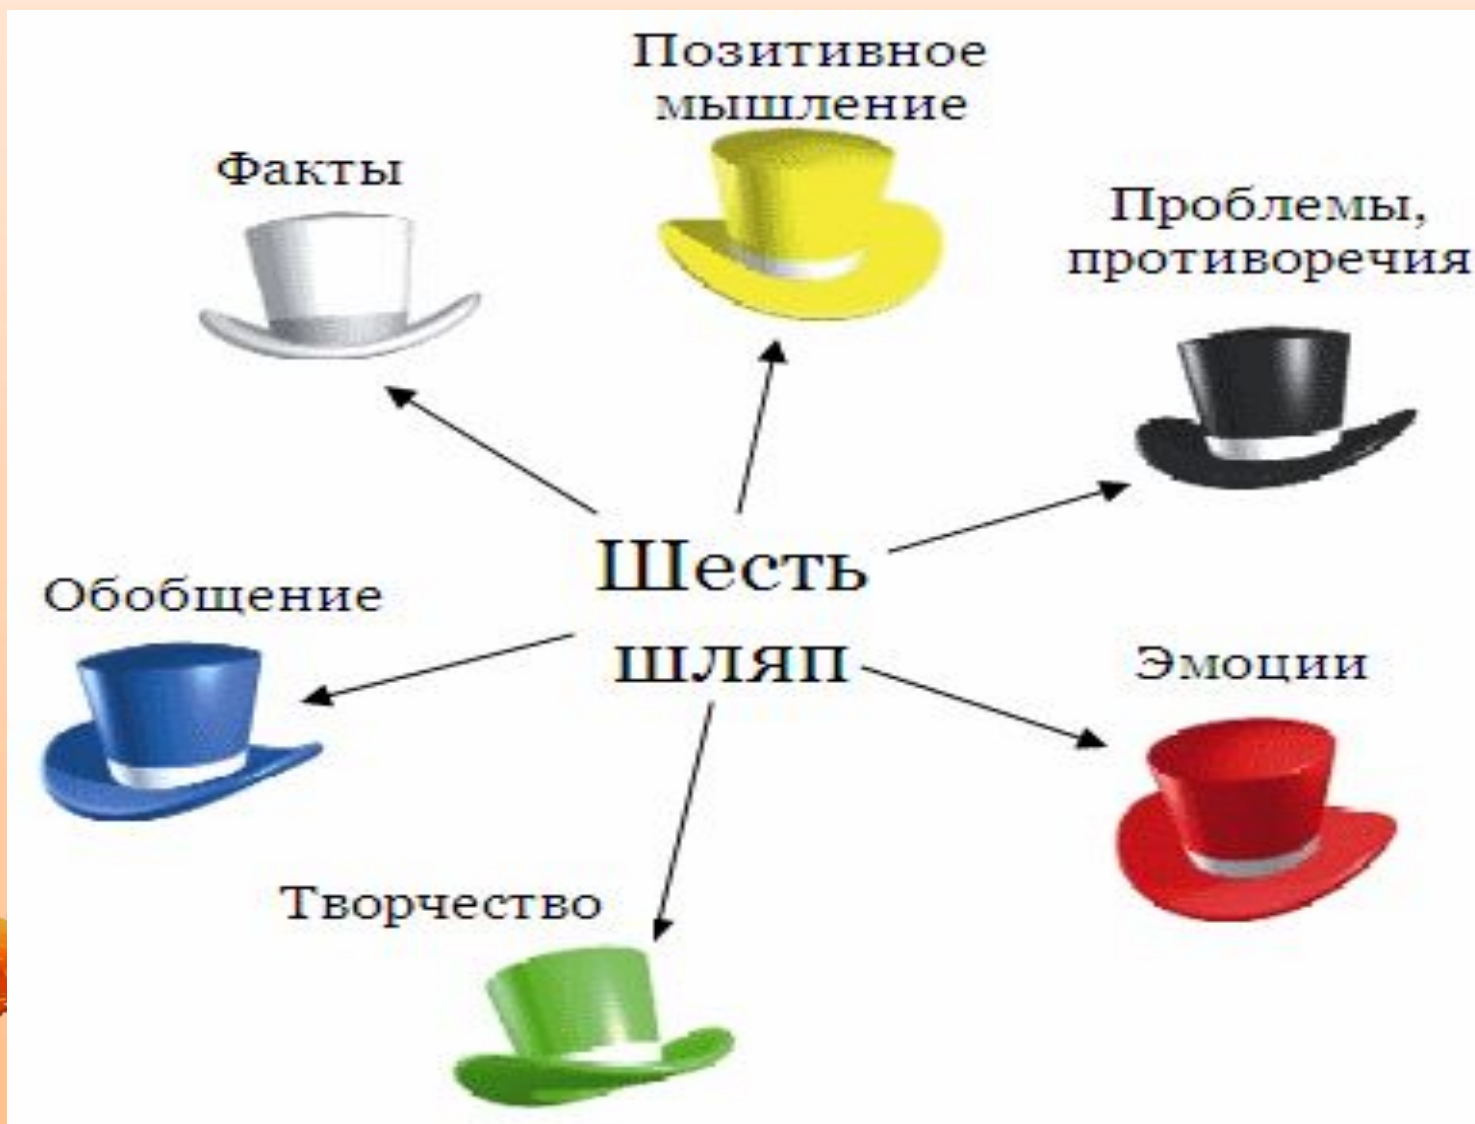 Позитивное
мышление
Факты
Проблемы,
противоречия
Шесть
шляп
Обобщение
Эмоции
Творчество